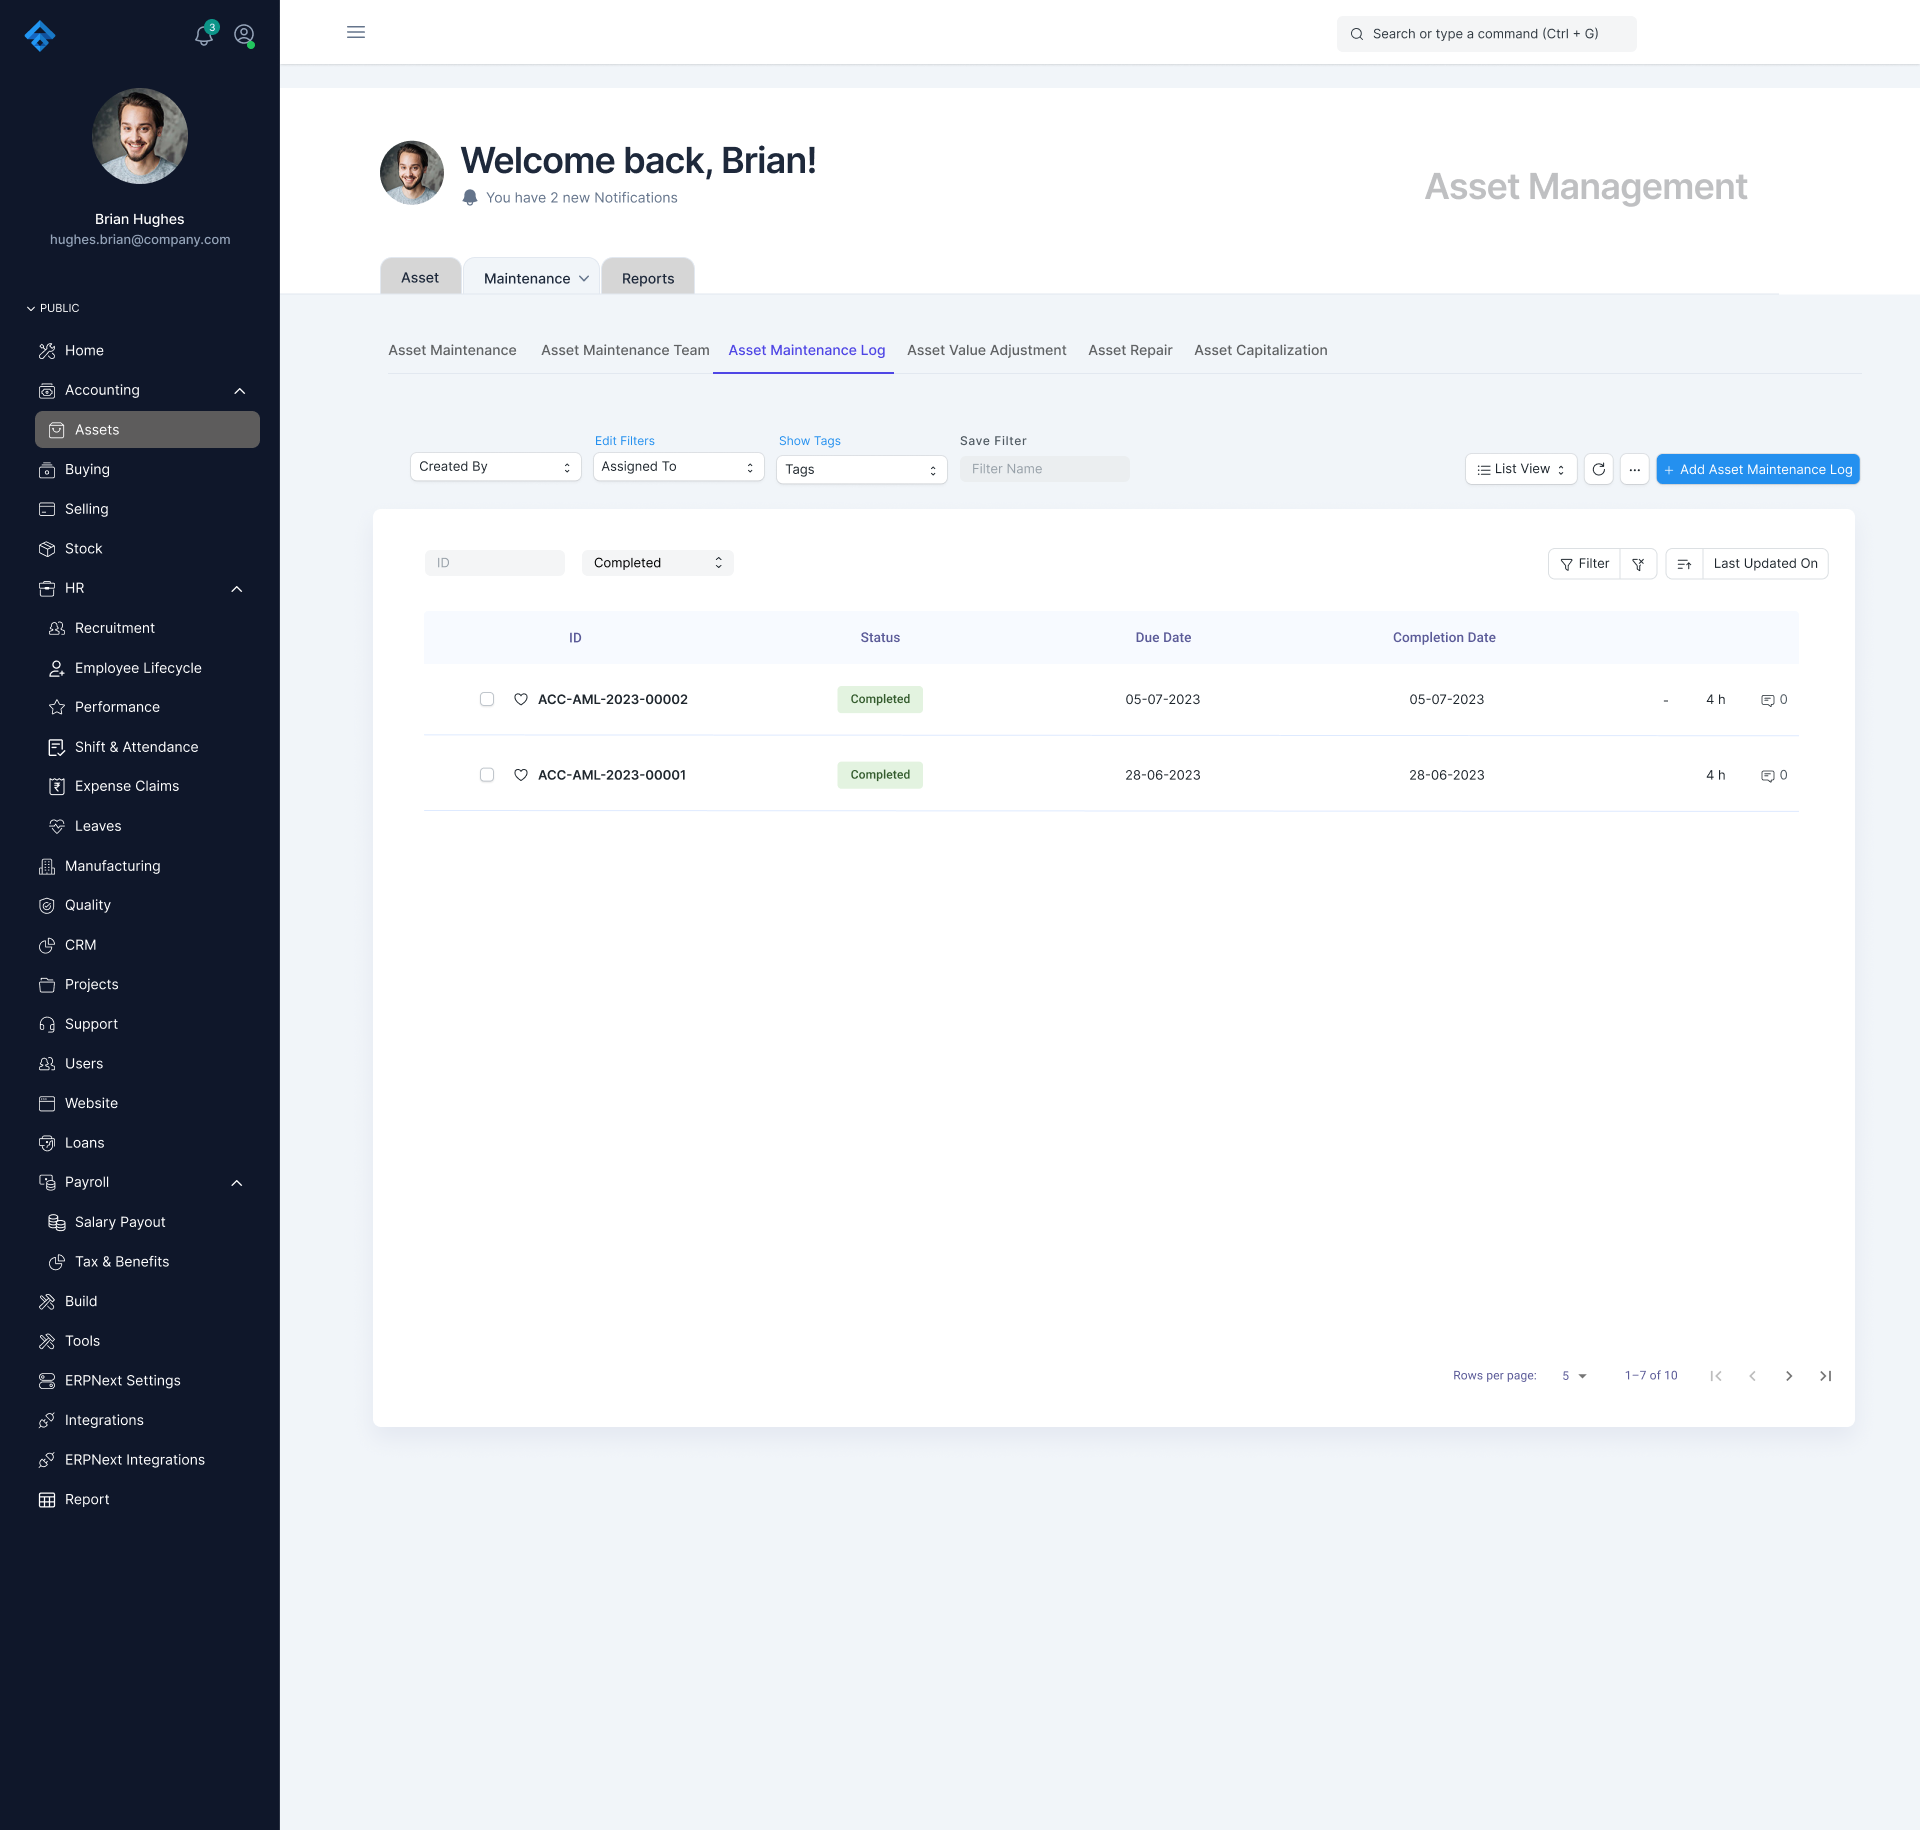 3
Search or type a command (Ctrl + G)
Brian Hughes
hughes.brian@company.com
Welcome back, Brian!
You have 2 new Notifications
Asset Management
Asset
Maintenance
Reports
PUBLIC
Home
Accounting
Assets
Buying
Selling
Stock
HR
Recruitment
Employee Lifecycle
Performance
Shift & Attendance
Expense Claims
Leaves
Manufacturing
Quality
CRM
Projects
Support
Users
Website
Loans
Payroll
Salary Payout
Tax & Benefits
Build
Tools
ERPNext Settings
Integrations
ERPNext Integrations
Report
Asset Maintenance
Asset Maintenance Team
Asset Maintenance Log
Asset Value Adjustment
Asset Repair
Asset Capitalization
Edit Filters
Show Tags
Save Filter
Created By
Assigned To
Tags
Filter Name
List View
...
+ Add Asset Maintenance Log
ID
Completed
Filter
Last Updated On
ID Status Due Date Completion Date
ACC-AML-2023-00002 Completed 05-07-2023 05-07-2023 - 4 h 0
ACC-AML-2023-00001 Completed 28-06-2023 28-06-2023 4 h 0
Rows per page: 5 1–7 of 10